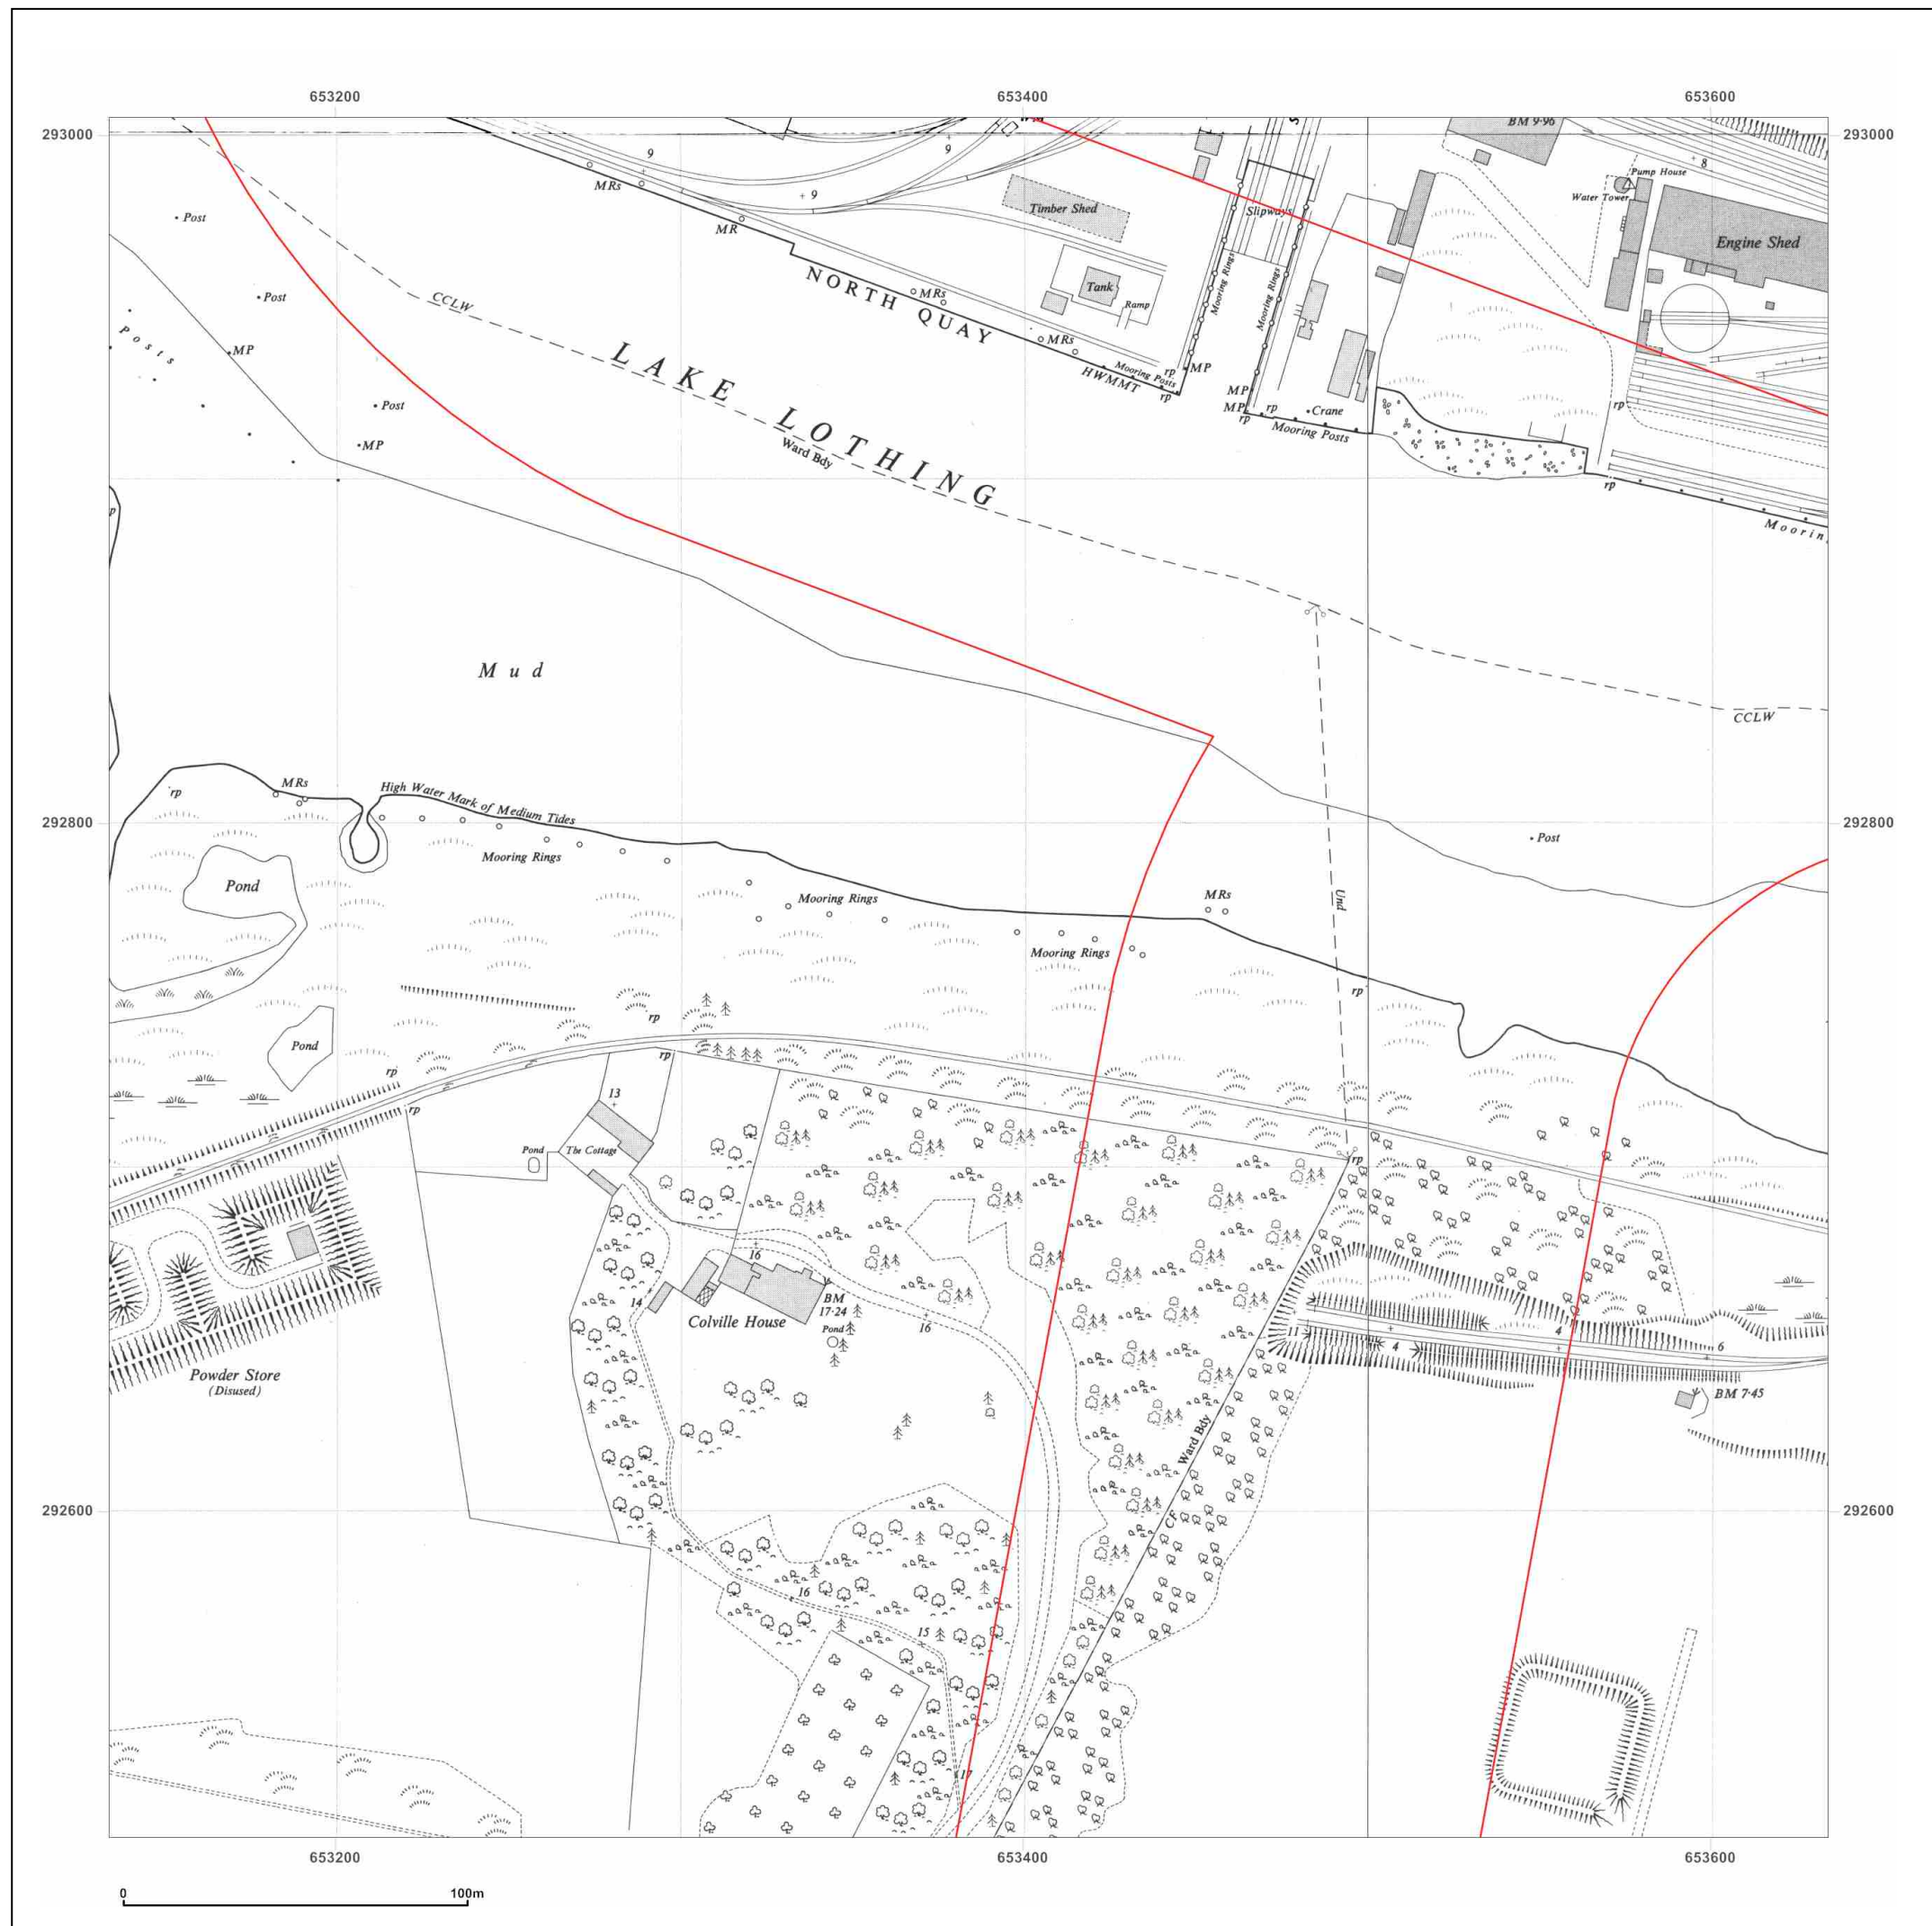 653200
653400
653600
293000
293000
BM 9·96
9
9
+ 8
Pump House
MRs
+ 9
Water Tower
Timber Shed
Slipways
Post
MR
Engine Shed
Mooring Rings
Mooring Rings
Tank
MRs
Ramp
NORTH QUAY
Post
CCLW
Posts
MP
MRs
LAKE LOTHING
Mooring Posts
rp
MP
HWMMT
rp
MP
MP
rp
rp
Crane
Mooring Posts
rp
Post
MP
Ward Bdy
rp
Moorin
p
Mud
CCLW
MRs
rp
High Water Mark of Medium Tides
292800
292800
Post
Mooring Rings
Pond
Mooring Rings
MRs
Und
Mooring Rings
rp
rp
Pond
rp
rp
rp
13
Pond
The Cottage
rp
16
14
BM
17·24
Colville House
Pond
16
11
4
4
6
Powder Store
(Disused)
BM 7·45
Ward Bdy
CF
292600
292600
16
15
17
653200
653400
653600
0
100m